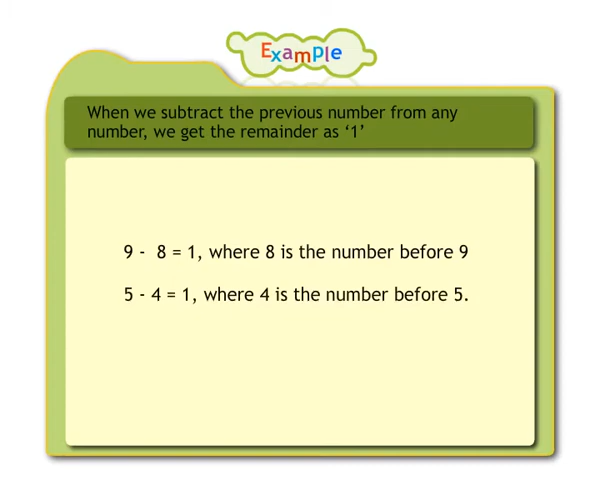 Example
When we subtract the previous number from any
number, we get the remainder as ‘1’
9 - 8 = 1, where 8 is the number before 9
5 - 4 = 1, where 4 is the number before 5.